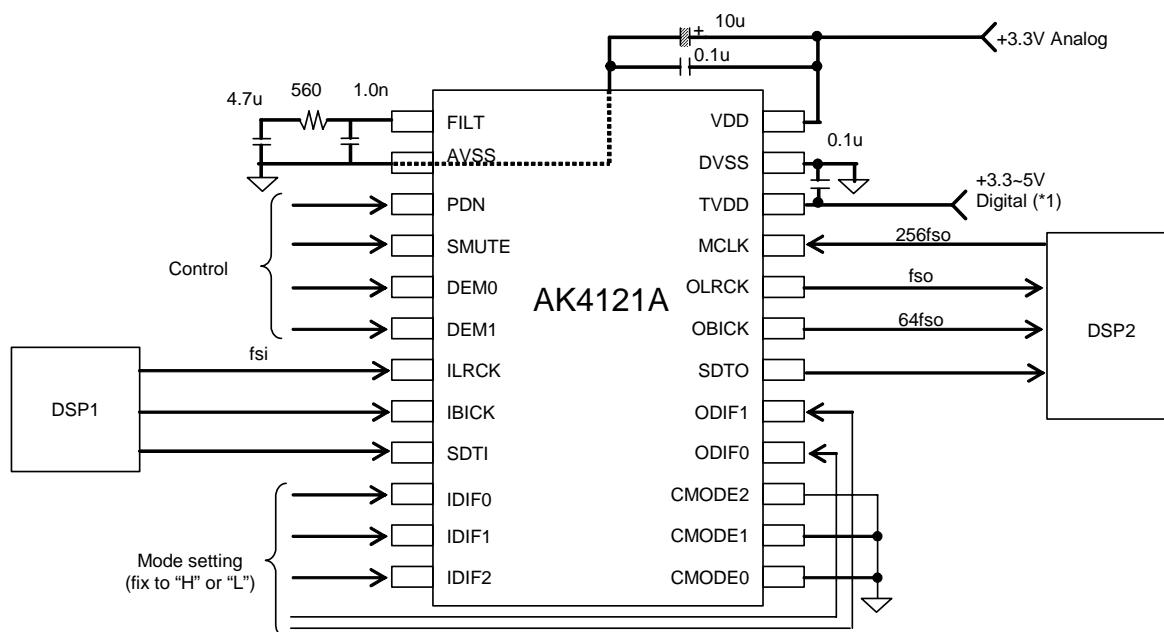 10u
+
+3.3V Analog
0.1u
4.7u
560
1.0n
FILT
VDD
AVSS
DVSS
0.1u
+3.3~5V
Digital (*1)
PDN
TVDD
SMUTE
MCLK
256fso
Control
DEM0
AK4121A
OLRCK
fso
DEM1
OBICK
64fso
DSP2
fsi
ILRCK
SDTO
DSP1
IBICK
ODIF1
SDTI
ODIF0
IDIF0
CMODE2
IDIF1
CMODE1
Mode setting
(fix to “H” or “L”)
IDIF2
CMODE0